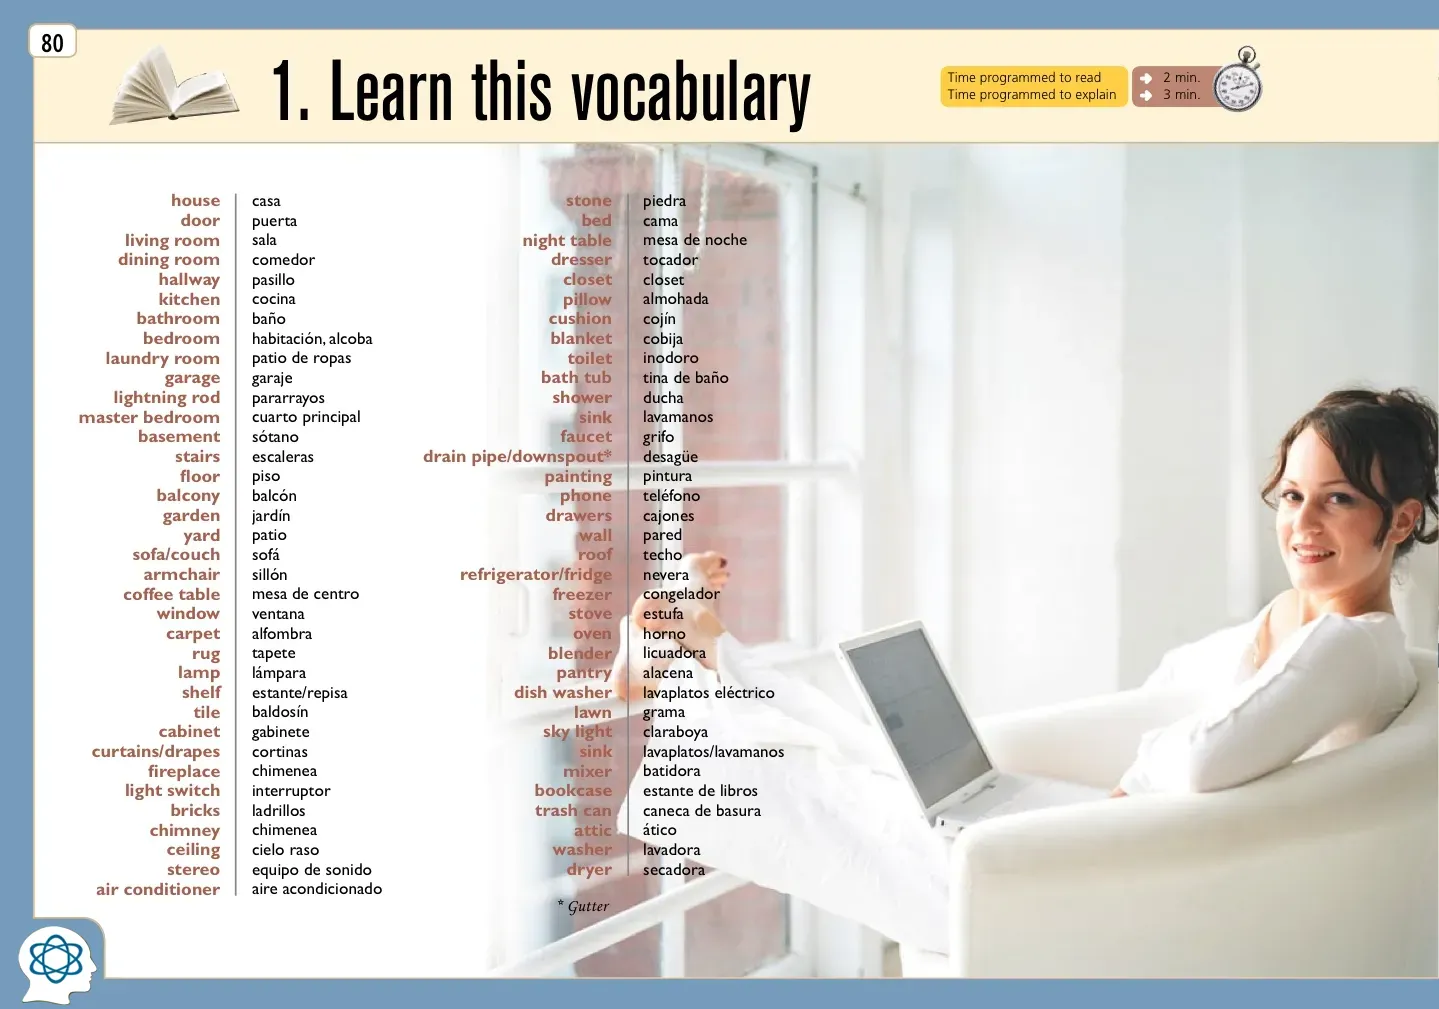 80
1. Learn this vocabulary
Time programmed to read → 2 min.
Time programmed to explain → 3 min.
house casa
door puerta
living room sala
dining room comedor
hallway pasillo
kitchen cocina
bathroom baño
bedroom habitación, alcoba
laundry room patio de ropas
garage garaje
lightning rod pararrayos
master bedroom cuarto principal
basement sótano
stairs escaleras
floor piso
balcony balcón
garden jardín
yard patio
sofa/couch sofá
armchair sillón
coffee table mesa de centro
window ventana
carpet alfombra
rug tapete
lamp lámpara
shelf estante/repisa
tile baldosín
cabinet gabinete
curtains/drapes cortinas
fireplace chimenea
light switch interruptor
bricks ladrillos
chimney chimenea
ceiling cielo raso
stereo equipo de sonido
air conditioner aire acondicionado
stone piedra
bed cama
night table mesa de noche
dresser tocador
closet closet
pillow almohada
cushion cojín
blanket cobija
toilet inodoro
bath tub tina de baño
shower ducha
sink lavamanos
faucet grifo
drain pipe/downspout* desagüe
painting pintura
phone teléfono
drawers cajones
wall pared
roof techo
refrigerator/fridge nevera
freezer congelador
stove estufa
oven horno
blender licuadora
pantry alacena
dish washer lavaplatos eléctrico
lawn grama
sky light claraboya
sink lavaplatos/lavamanos
mixer batidora
bookcase estante de libros
trash can caneca de basura
attic ático
washer lavadora
dryer secadora
* Gutter